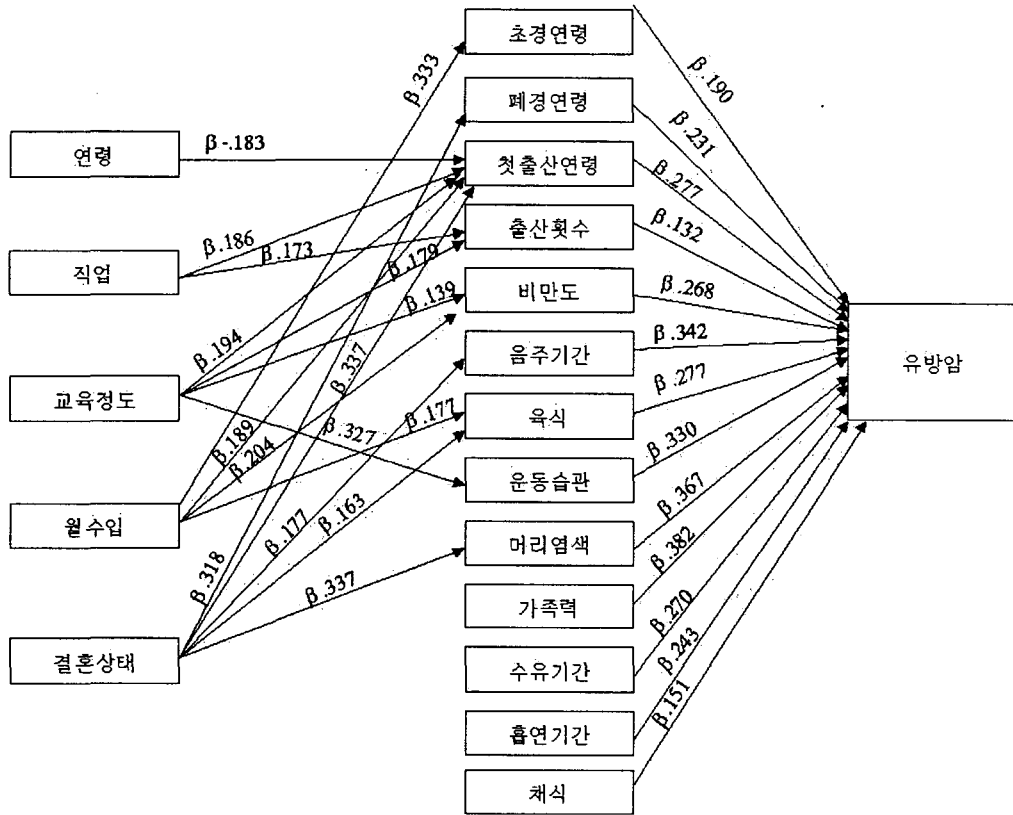 초경연령
폐경연령
첫출산연령
출산횟수
비만도
음주기간
육식
운동습관
머리염색
가족력
수유기간
흡연기간
채식
연령
직업
교육정도
월수입
결혼상태
유방암
β -.183
β.186
β.173
β.333
β.179
β.139
β.194
β.337
β.189
β.204
β.177
β.327
β.177
β.163
β.318
β.337
β.190
β.231
β.277
β.132
β.268
β.342
β.277
β.330
β.367
β.382
β.270
β.243
β.151